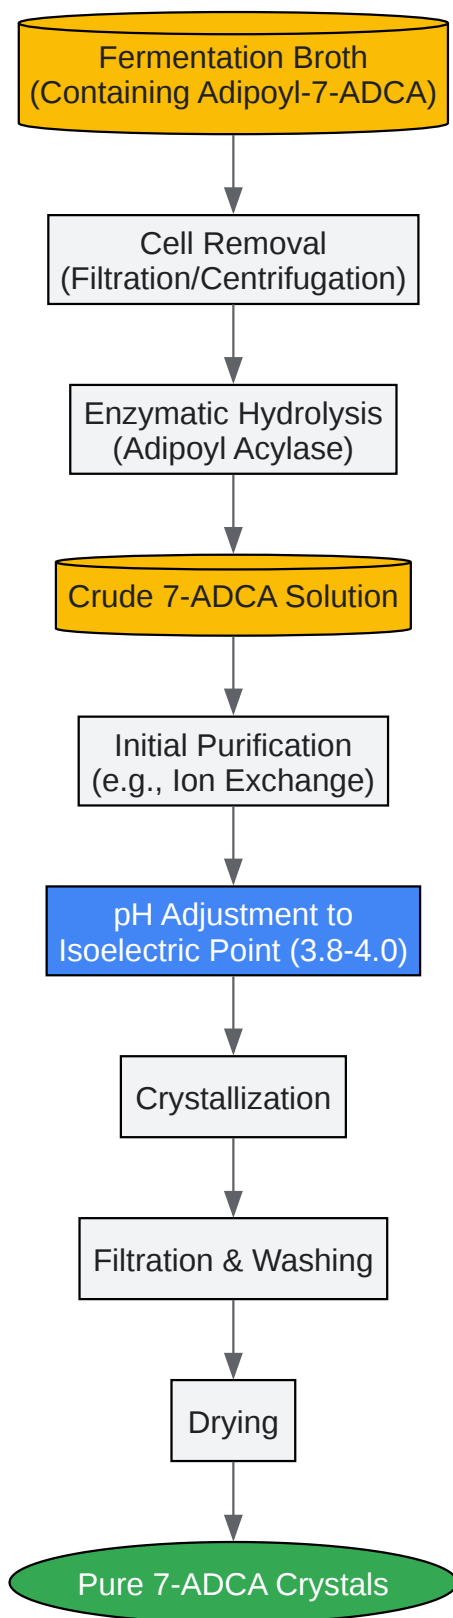 Fermentation Broth
(Containing Adipoyl-7-ADCA)
Cell Removal
(Filtration/Centrifugation)
Enzymatic Hydrolysis
(Adipoyl Acylase)
Crude 7-ADCA Solution
Initial Purification
(e.g., Ion Exchange)
pH Adjustment to
Isoelectric Point (3.8-4.0)
Crystallization
Filtration & Washing
Drying
Pure 7-ADCA Crystals